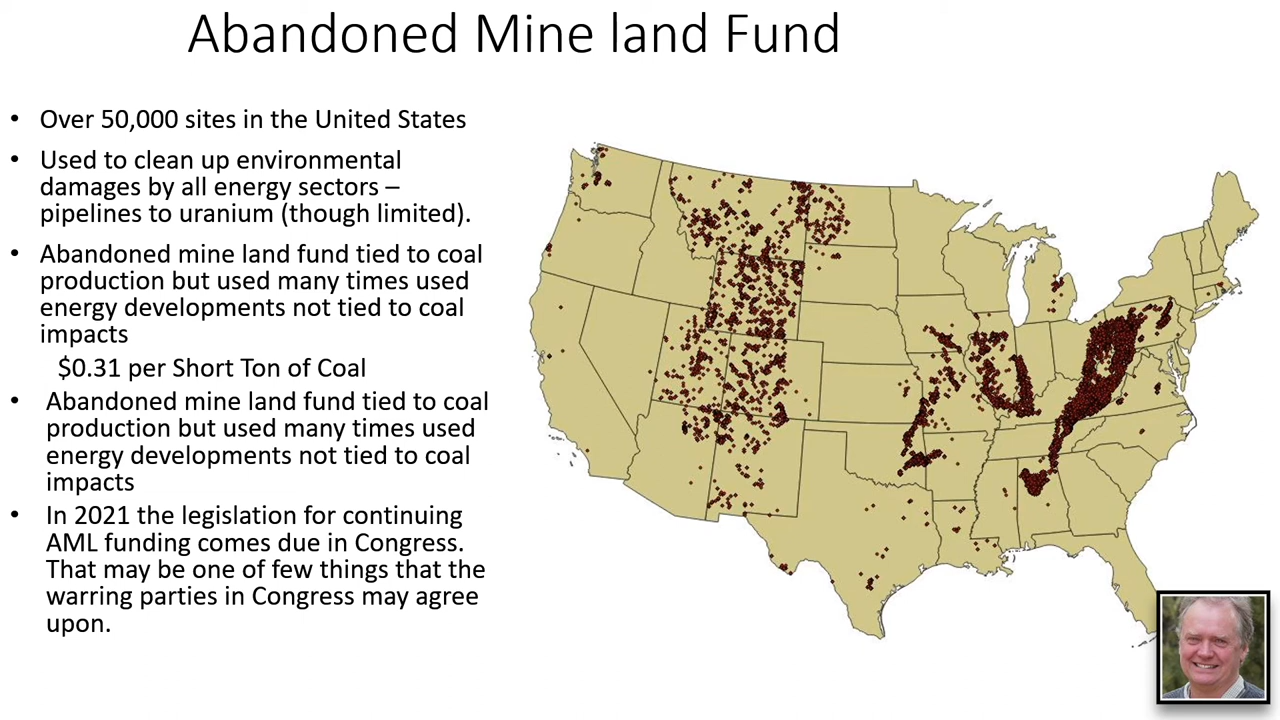 Abandoned Mine land Fund
• Over 50,000 sites in the United States
• Used to clean up environmental
damages by all energy sectors –
pipelines to uranium (though limited).
• Abandoned mine land fund tied to coal
production but used many times used
energy developments not tied to coal
impacts
$0.31 per Short Ton of Coal
• Abandoned mine land fund tied to coal
production but used many times used
energy developments not tied to coal
impacts
• In 2021 the legislation for continuing
AML funding comes due in Congress.
That may be one of few things that the
warring parties in Congress may agree
upon.